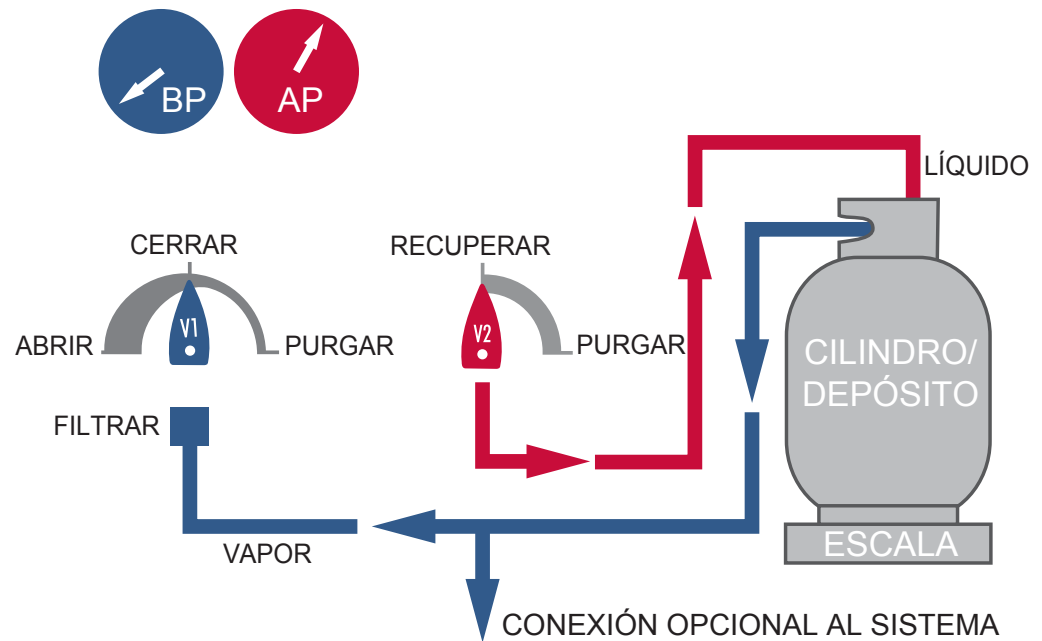 BP
AP
LÍQUIDO
CERRAR
RECUPERAR
V1
V2
ABRIR
PURGAR
PURGAR
CILINDRO/
DEPÓSITO
FILTRAR
VAPOR
ESCALA
CONEXIÓN OPCIONAL AL SISTEMA